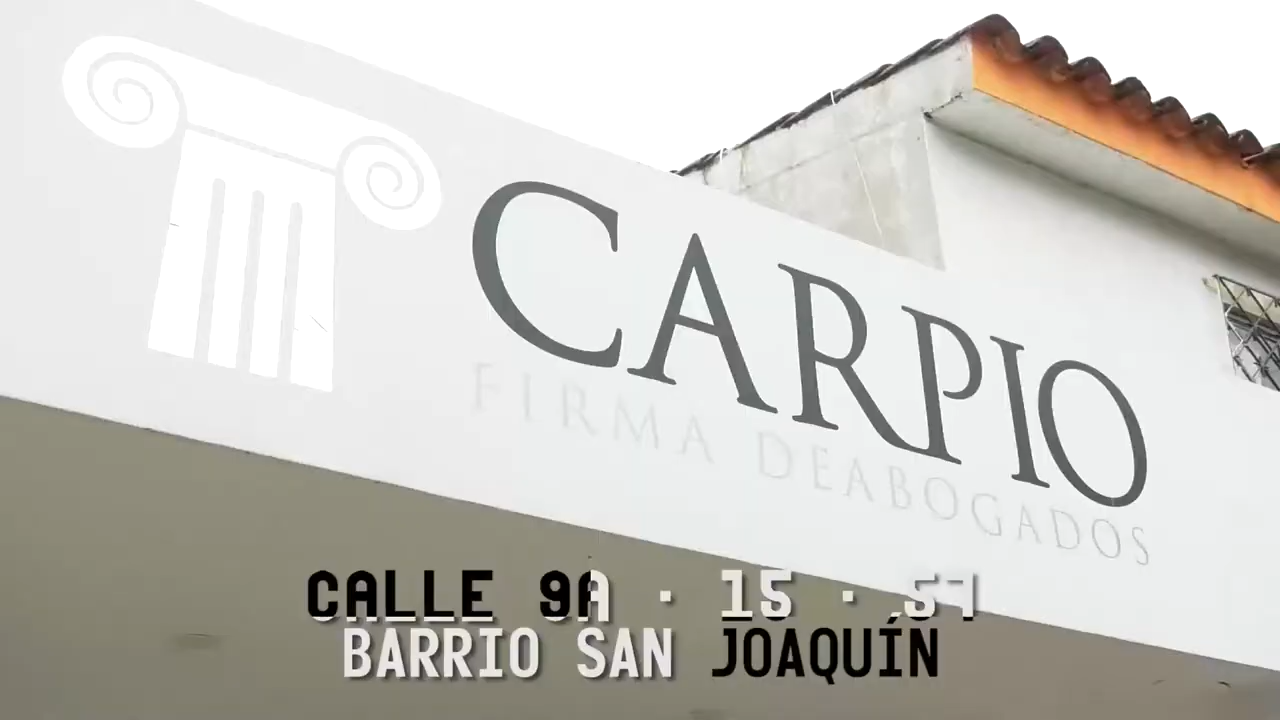 CARPIO
FIRMA DEABOGADOS
CALLE 9A · 15 · 57
BARRIO SAN JOAQUÍN